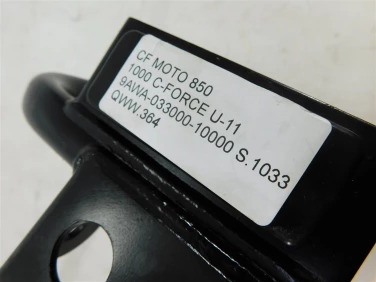 CF MOTO 850
1000 C-FORCE U-11
9AWA-033000-10000 S.1033
QWW.364